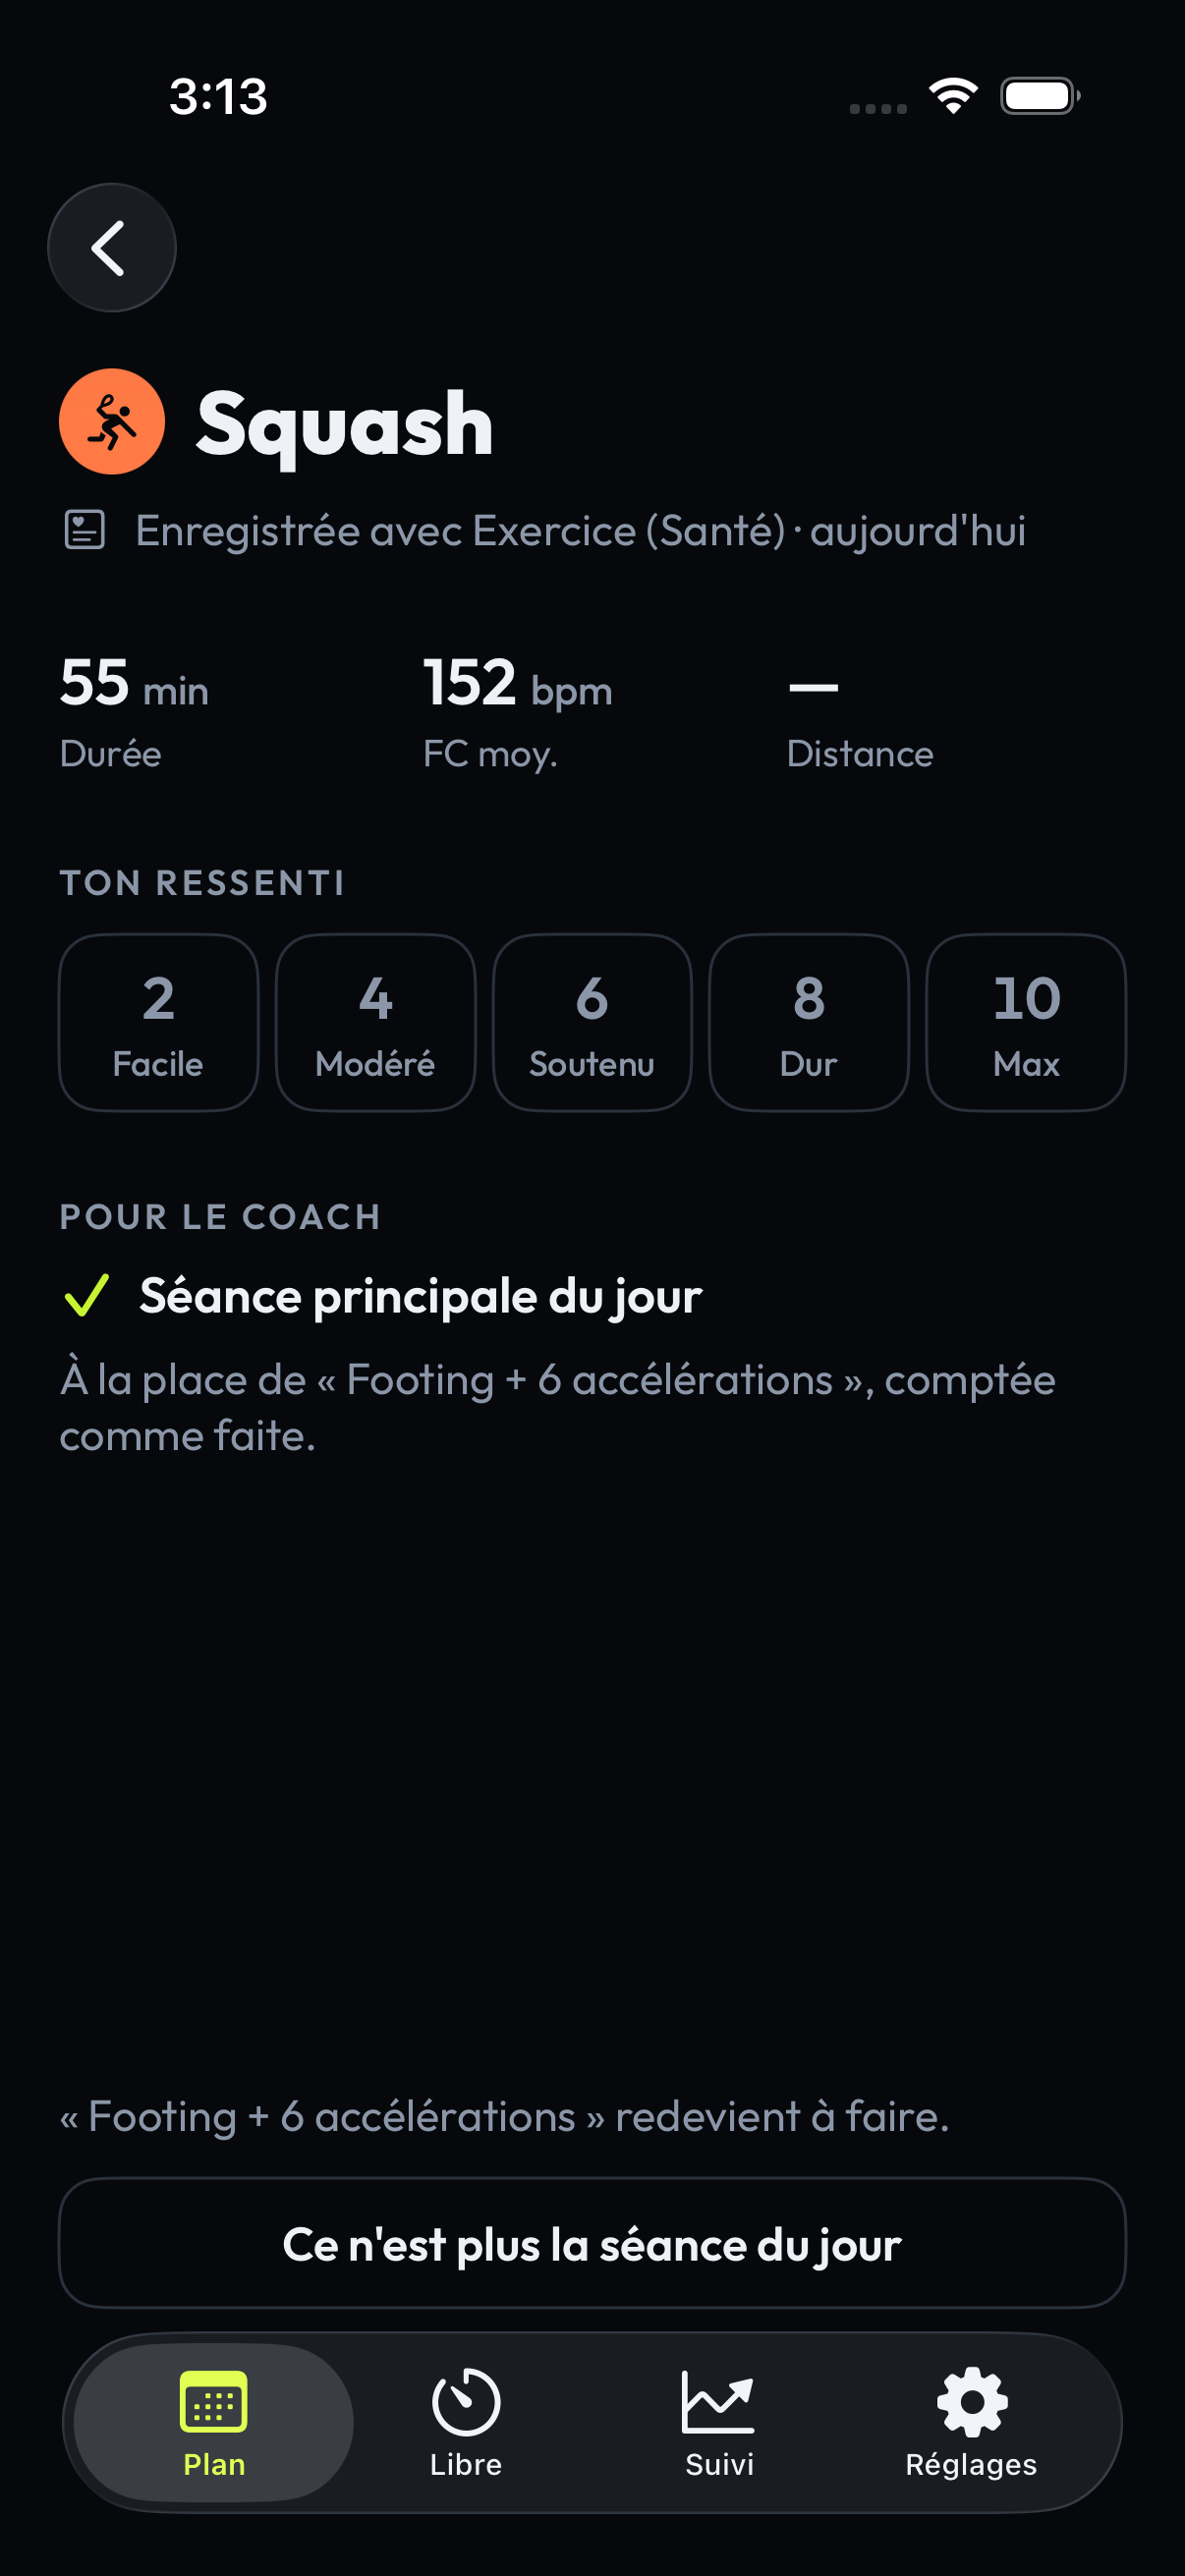 3:13
Squash
Enregistrée avec Exercice (Santé) · aujourd'hui
55 min
152 bpm
—
Durée
FC moy.
Distance
TON RESSENTI
2
4
6
8
10
Facile
Modéré
Soutenu
Dur
Max
POUR LE COACH
Séance principale du jour
À la place de « Footing + 6 accélérations », comptée
comme faite.
« Footing + 6 accélérations » redevient à faire.
Ce n'est plus la séance du jour
Plan
Libre
Suivi
Réglages